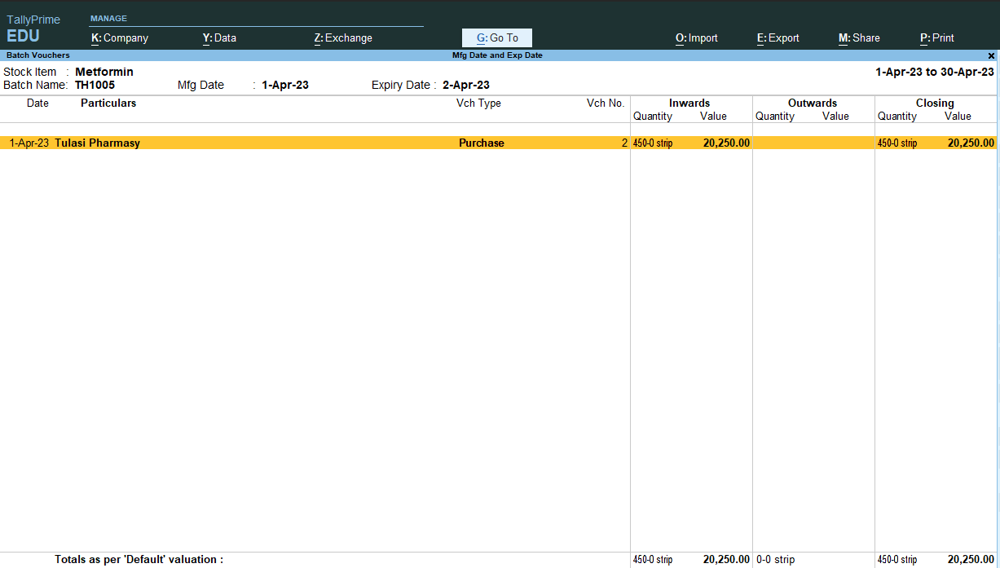 TallyPrime
EDU
MANAGE
K: Company Y: Data Z: Exchange G: Go To O: Import E: Export M: Share P: Print
Batch Vouchers Mfg Date and Exp Date x
Stock Item : Metformin 1-Apr-23 to 30-Apr-23
Batch Name: TH1005 Mfg Date : 1-Apr-23 Expiry Date : 2-Apr-23
Date Particulars Vch Type Vch No. Inwards Outwards Closing
Quantity Value Quantity Value Quantity Value
1-Apr-23 Tulasi Pharmasy Purchase 2 450-0 strip 20,250.00 450-0 strip 20,250.00
Totals as per 'Default' valuation : 450-0 strip 20,250.00 0-0 strip 450-0 strip 20,250.00